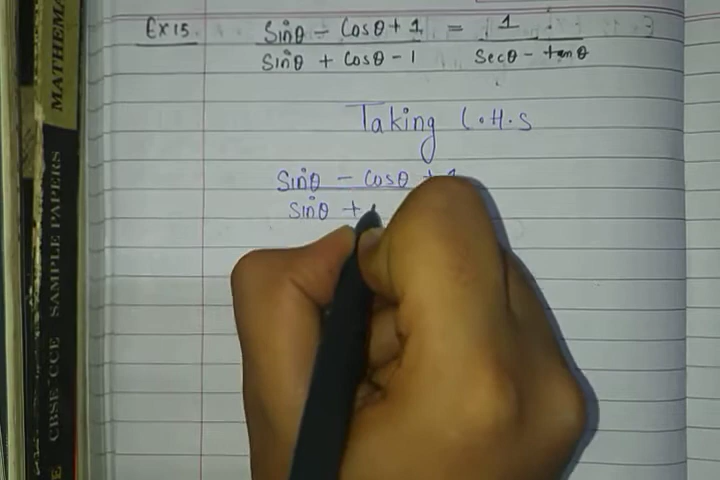 MATHEMA
CBSE CCE SAMPLE PAPERS
Ex 15.
Sinθ - Cosθ + 1 = 1
Sinθ + Cosθ - 1 Secθ - tanθ
Taking L.H.S
Sinθ - Cosθ + 1
Sinθ +